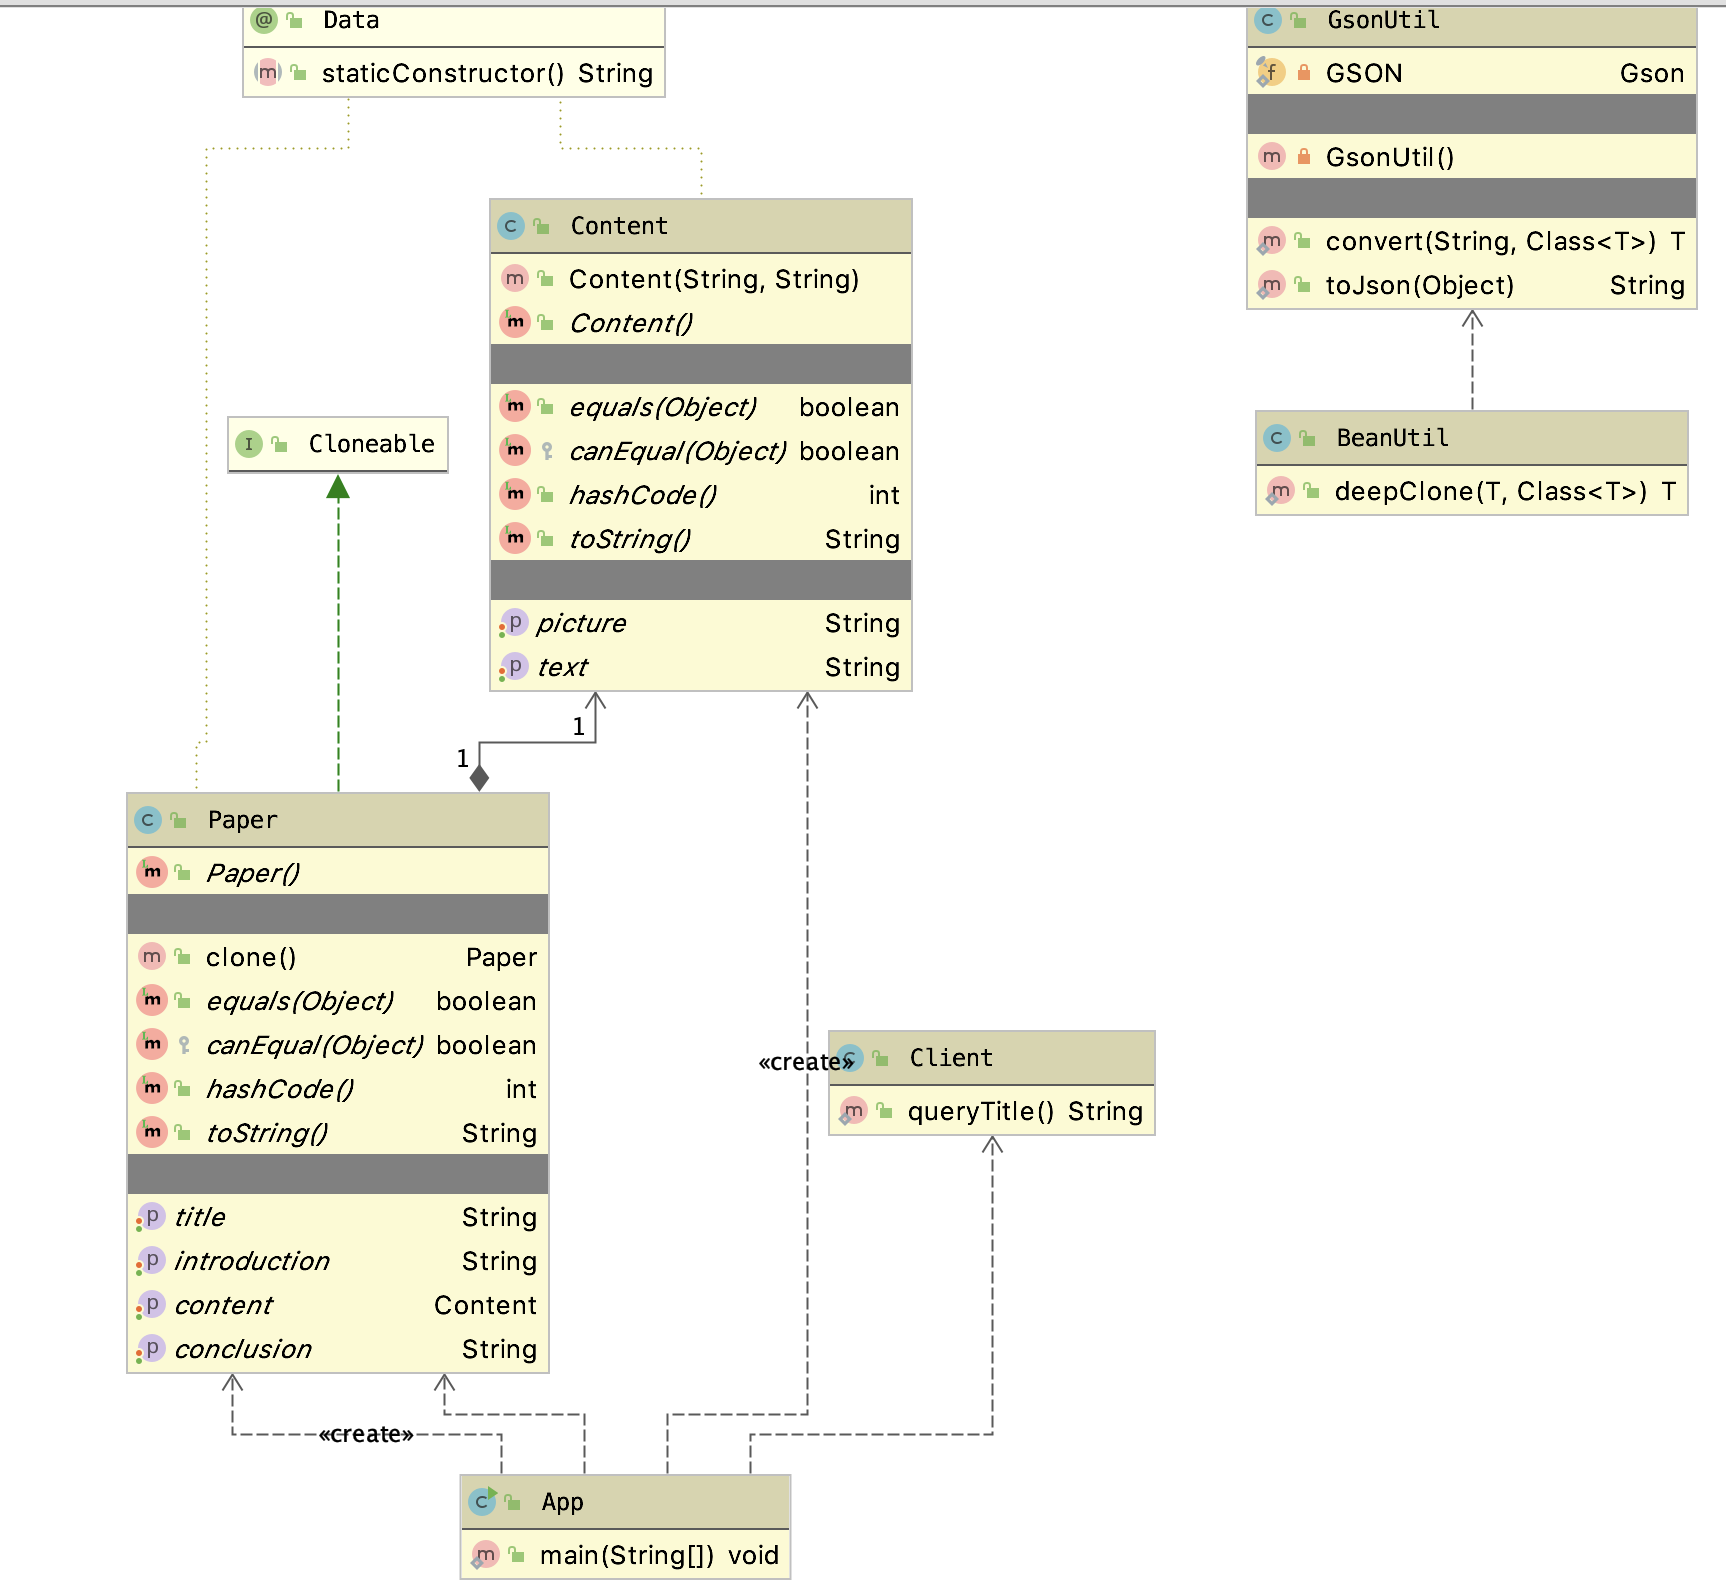 Data
staticConstructor() String
GsonUtil
GSON Gson
GsonUtil()
convert(String, Class<T>) T
toJson(Object) String
Content
Content(String, String)
Content()
equals(Object) boolean
canEqual(Object) boolean
hashCode() int
toString() String
picture String
text String
Cloneable
BeanUtil
deepClone(T, Class<T>) T
1
1
Paper
Paper()
clone() Paper
equals(Object) boolean
canEqual(Object) boolean
hashCode() int
toString() String
title String
introduction String
content Content
conclusion String
«create»
Client
queryTitle() String
«create»
App
main(String[]) void